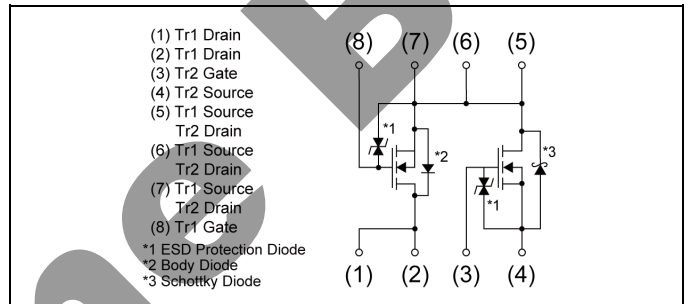 (1) Tr1 Drain
(2) Tr1 Drain
(3) Tr2 Gate
(4) Tr2 Source
(5) Tr1 Source
Tr2 Drain
(6) Tr1 Source
Tr2 Drain
(7) Tr1 Source
Tr2 Drain
(8) Tr1 Gate
*1 ESD Protection Diode
*2 Body Diode
*3 Schottky Diode
(8) (7) (6) (5)
*1
*2
*3
*1
(1) (2) (3) (4)